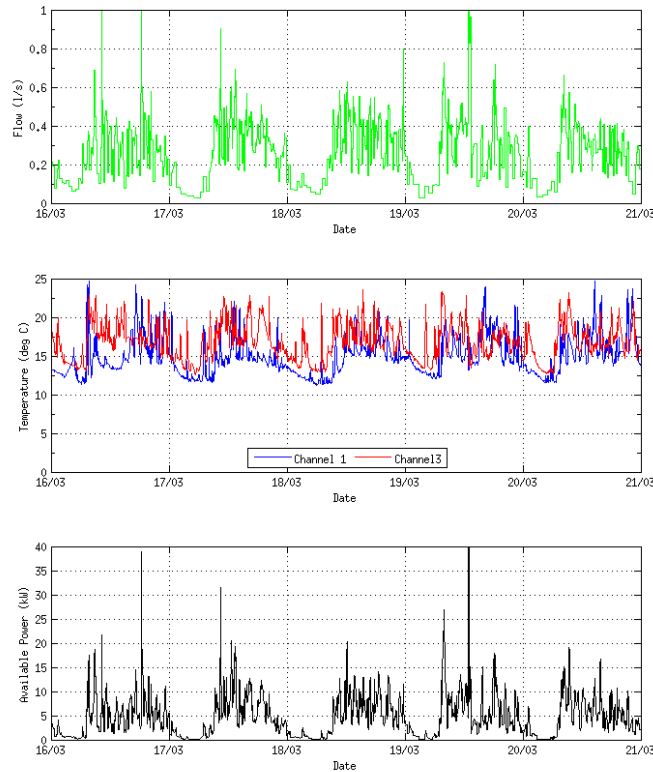 1
0.8
0.6
0.4
0.2
0
Flow (l/s)
16/03 17/03 18/03 19/03 20/03 21/03
Date
25
20
15
10
5
0
Temperature (deg C)
Channel 1 Channel3
16/03 17/03 18/03 19/03 20/03 21/03
Date
40
35
30
25
20
15
10
5
0
Available Power (kW)
16/03 17/03 18/03 19/03 20/03 21/03
Date